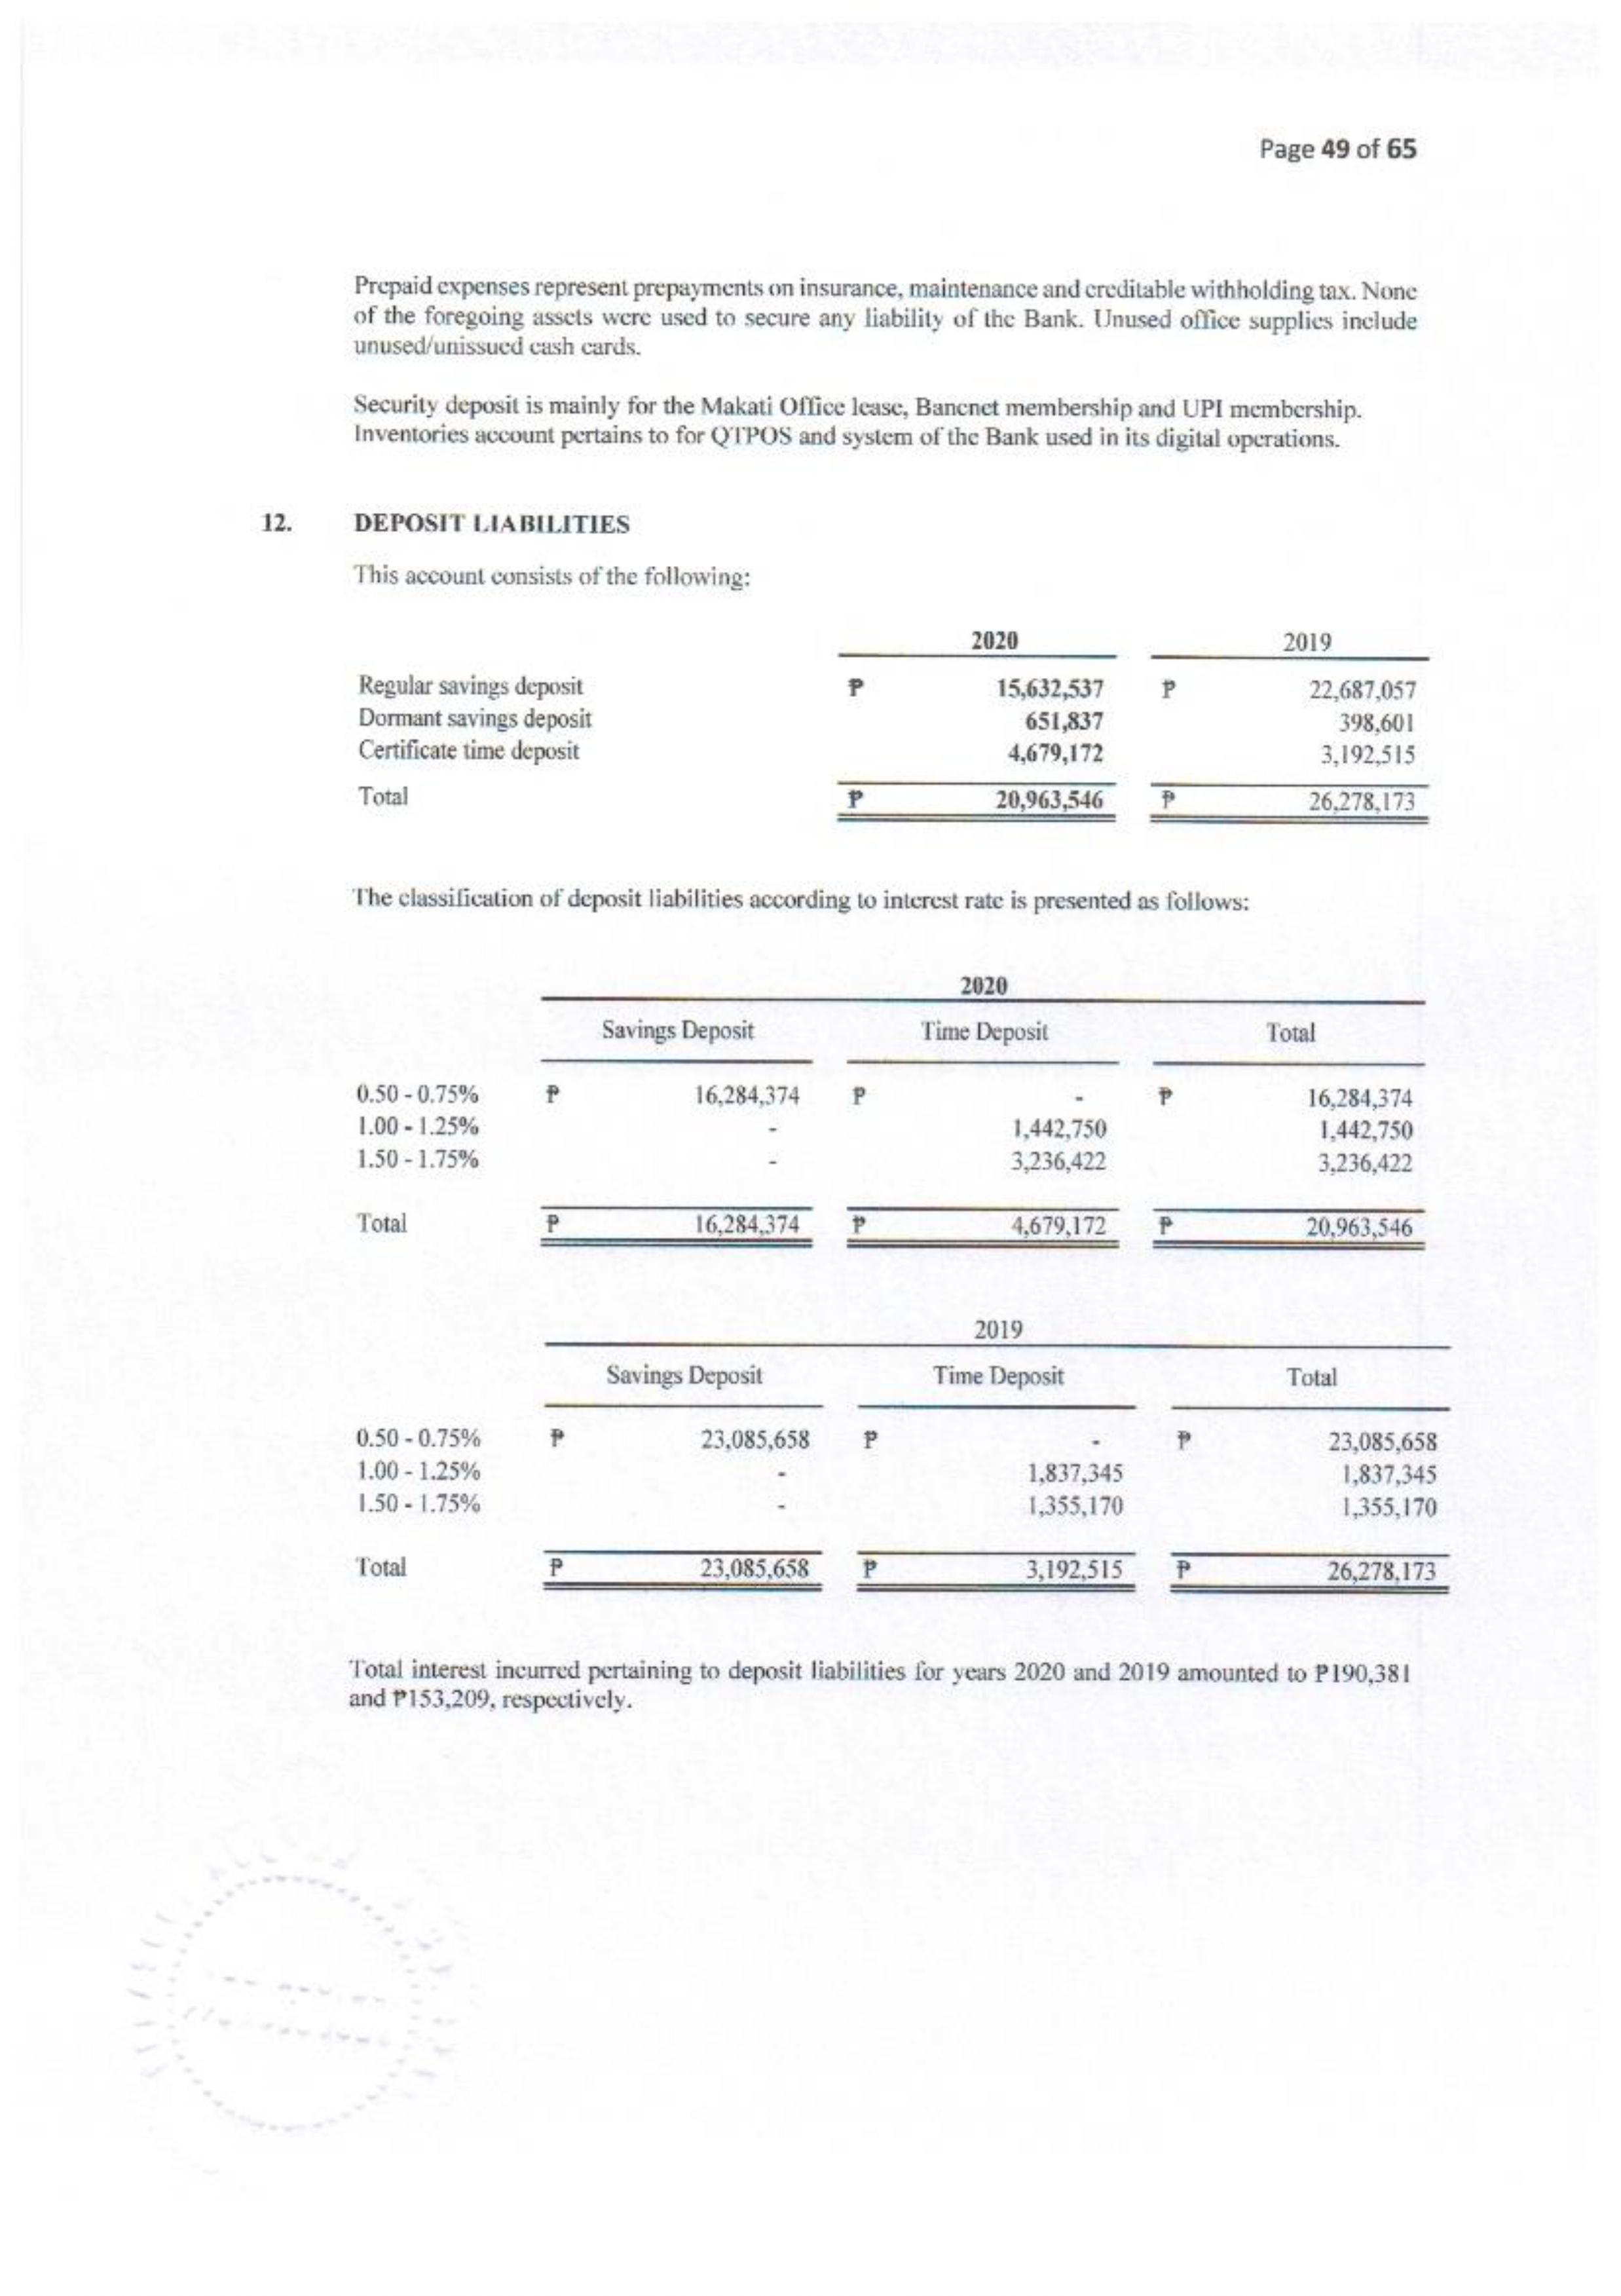 Page 49 of 65
Prepaid expenses represent prepayments on insurance, maintenance and creditable withholding tax. None
of the foregoing assets were used to secure any liability of the Bank. Unused office supplies include
unused/unissued cash cards.
Security deposit is mainly for the Makati Office lease, Bancnet membership and UPI membership.
Inventories account pertains to for QTPOS and system of the Bank used in its digital operations.
12. DEPOSIT LIABILITIES
This account consists of the following:
2020 2019
Regular savings deposit ₱ 15,632,537 ₱ 22,687,057
Dormant savings deposit 651,837 398,601
Certificate time deposit 4,679,172 3,192,515
Total ₱ 20,963,546 ₱ 26,278,173
The classification of deposit liabilities according to interest rate is presented as follows:
2020
Savings Deposit Time Deposit Total
0.50 - 0.75% ₱ 16,284,374 ₱ - ₱ 16,284,374
1.00 - 1.25% - 1,442,750 1,442,750
1.50 - 1.75% - 3,236,422 3,236,422
Total ₱ 16,284,374 ₱ 4,679,172 ₱ 20,963,546
2019
Savings Deposit Time Deposit Total
0.50 - 0.75% ₱ 23,085,658 ₱ - ₱ 23,085,658
1.00 - 1.25% - 1,837,345 1,837,345
1.50 - 1.75% - 1,355,170 1,355,170
Total ₱ 23,085,658 ₱ 3,192,515 ₱ 26,278,173
Total interest incurred pertaining to deposit liabilities for years 2020 and 2019 amounted to ₱190,381
and ₱153,209, respectively.